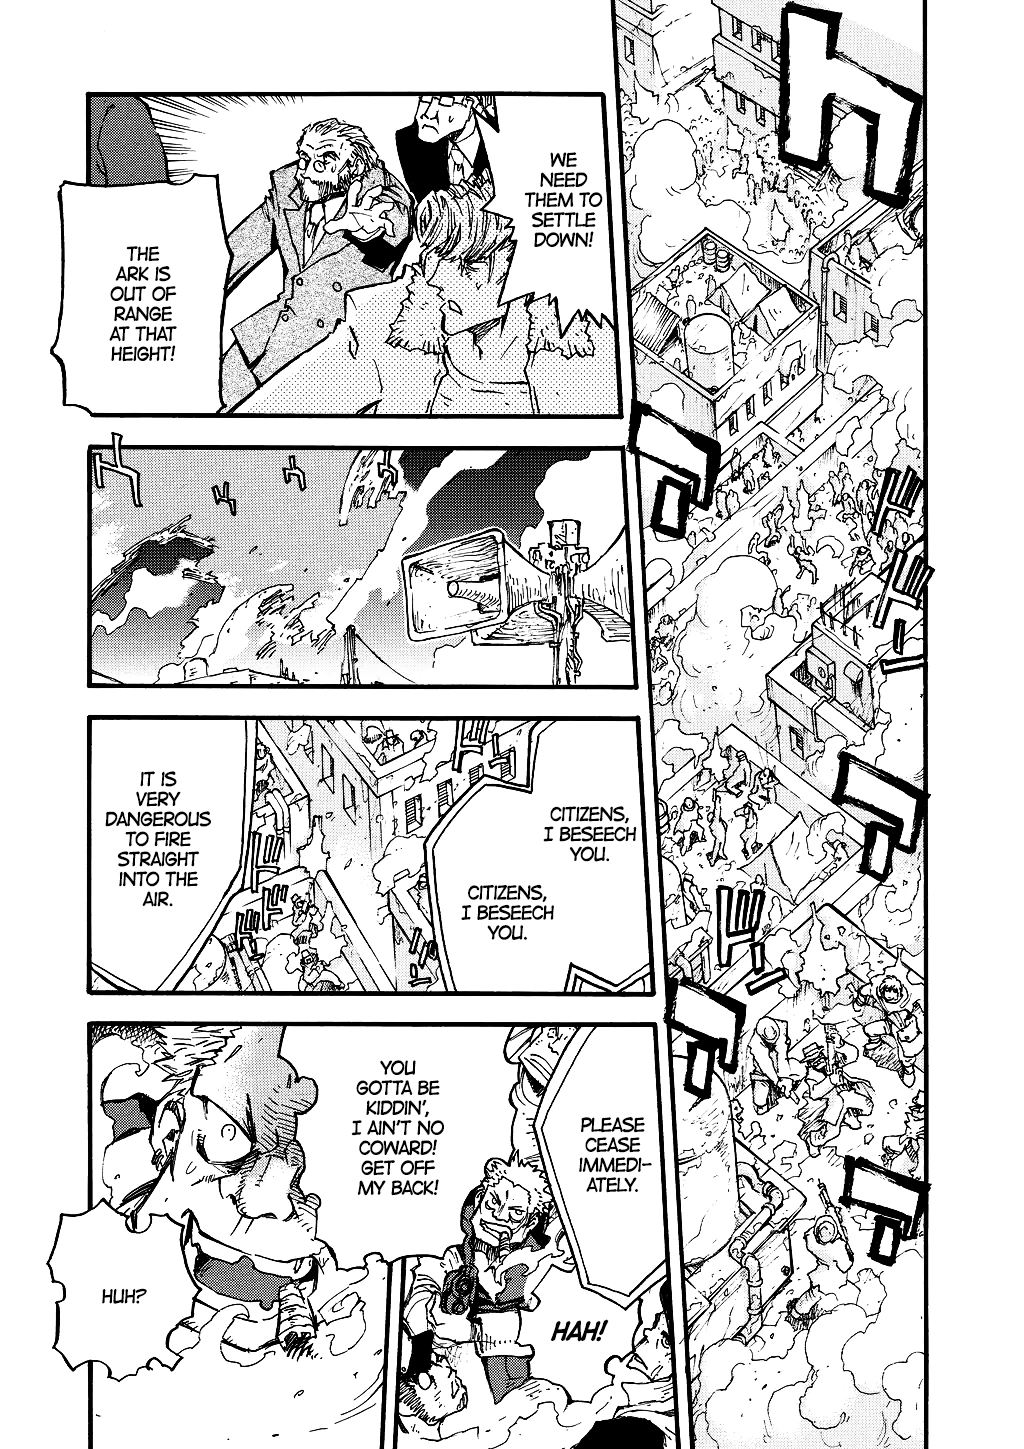 WE
NEED
THEM TO
SETTLE
DOWN!
THE
ARK IS
OUT OF
RANGE
AT THAT
HEIGHT!
CITIZENS,
I BESEECH
YOU.
CITIZENS,
I BESEECH
YOU.
IT IS
VERY
DANGEROUS
TO FIRE
STRAIGHT
INTO THE
AIR.
PLEASE
CEASE
IMMEDI-
ATELY.
HAH!
YOU
GOTTA BE
KIDDIN',
I AIN'T NO
COWARD!
GET OFF
MY BACK!
HUH?